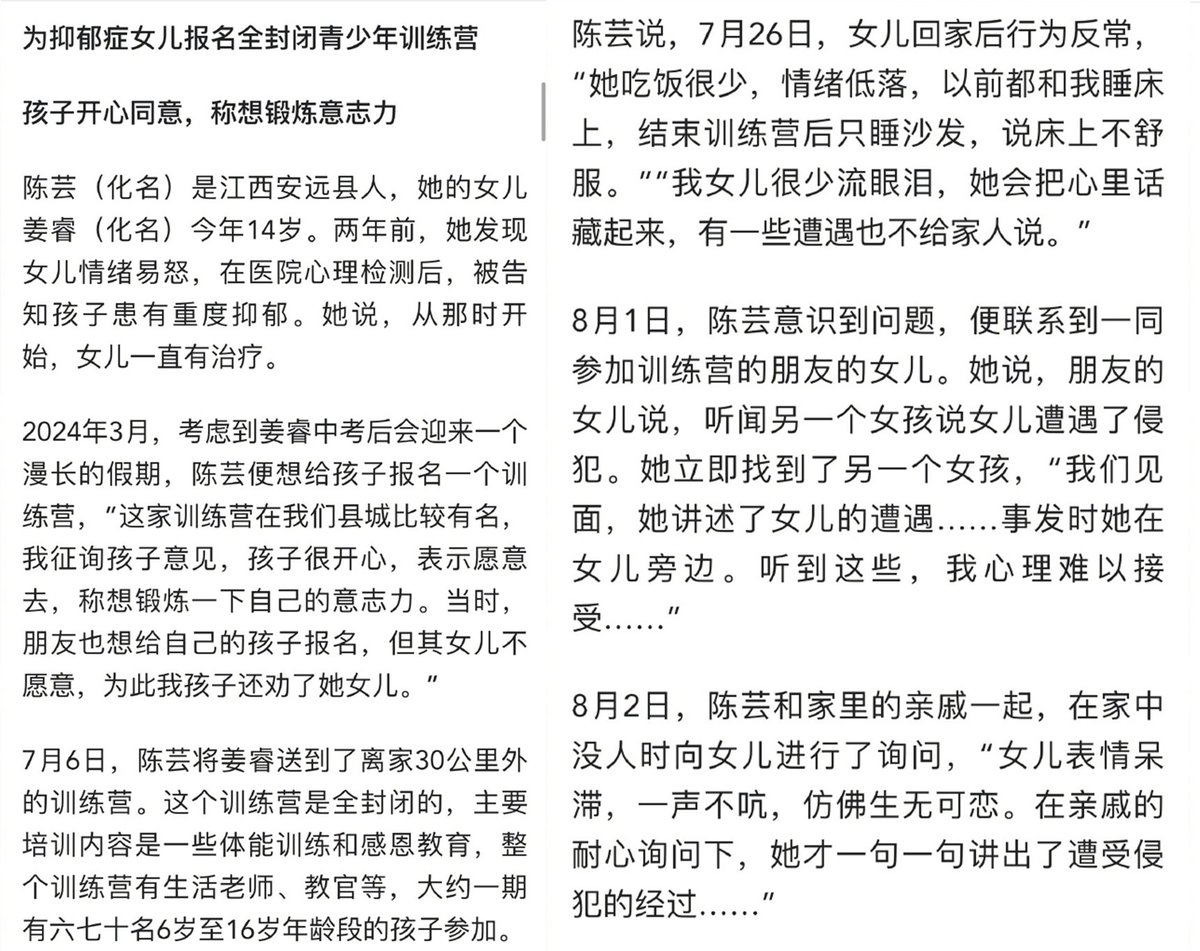 为抑郁症女儿报名全封闭青少年训练营
孩子开心同意，称想锻炼意志力
陈芸（化名）是江西安远县人，她的女儿
姜睿（化名）今年14岁。两年前，她发现
女儿情绪易怒，在医院心理检测后，被告
知孩子患有重度抑郁。她说，从那时开
始，女儿一直有治疗。
2024年3月，考虑到姜睿中考后会迎来一个
漫长的假期，陈芸便想给孩子报名一个训
练营，“这家训练营在我们县城比较有名，
我征询孩子意见，孩子很开心，表示愿意
去，称想锻炼一下自己的意志力。当时，
朋友也想给自己的孩子报名，但其女儿不
愿意，为此我孩子还劝了她女儿。”
7月6日，陈芸将姜睿送到了离家30公里外
的训练营。这个训练营是全封闭的，主要
培训内容是一些体能训练和感恩教育，整
个训练营有生活老师、教官等，大约一期
有六七十名6岁至16岁年龄段的孩子参加。
陈芸说，7月26日，女儿回家后行为反常，
“她吃饭很少，情绪低落，以前都和我睡床
上，结束训练营后只睡沙发，说床上不舒
服。”“我女儿很少流眼泪，她会把心里话
藏起来，有一些遭遇也不给家人说。”
8月1日，陈芸意识到问题，便联系到一同
参加训练营的朋友的女儿。她说，朋友的
女儿说，听闻另一个女孩说女儿遭遇了侵
犯。她立即找到了另一个女孩，“我们见
面，她讲述了女儿的遭遇……事发时她在
女儿旁边。听到这些，我心理难以接
受……”
8月2日，陈芸和家里的亲戚一起，在家中
没人时向女儿进行了询问，“女儿表情呆
滞，一声不吭，仿佛生无可恋。在亲戚的
耐心询问下，她才一句一句讲出了遭受侵
犯的经过……”